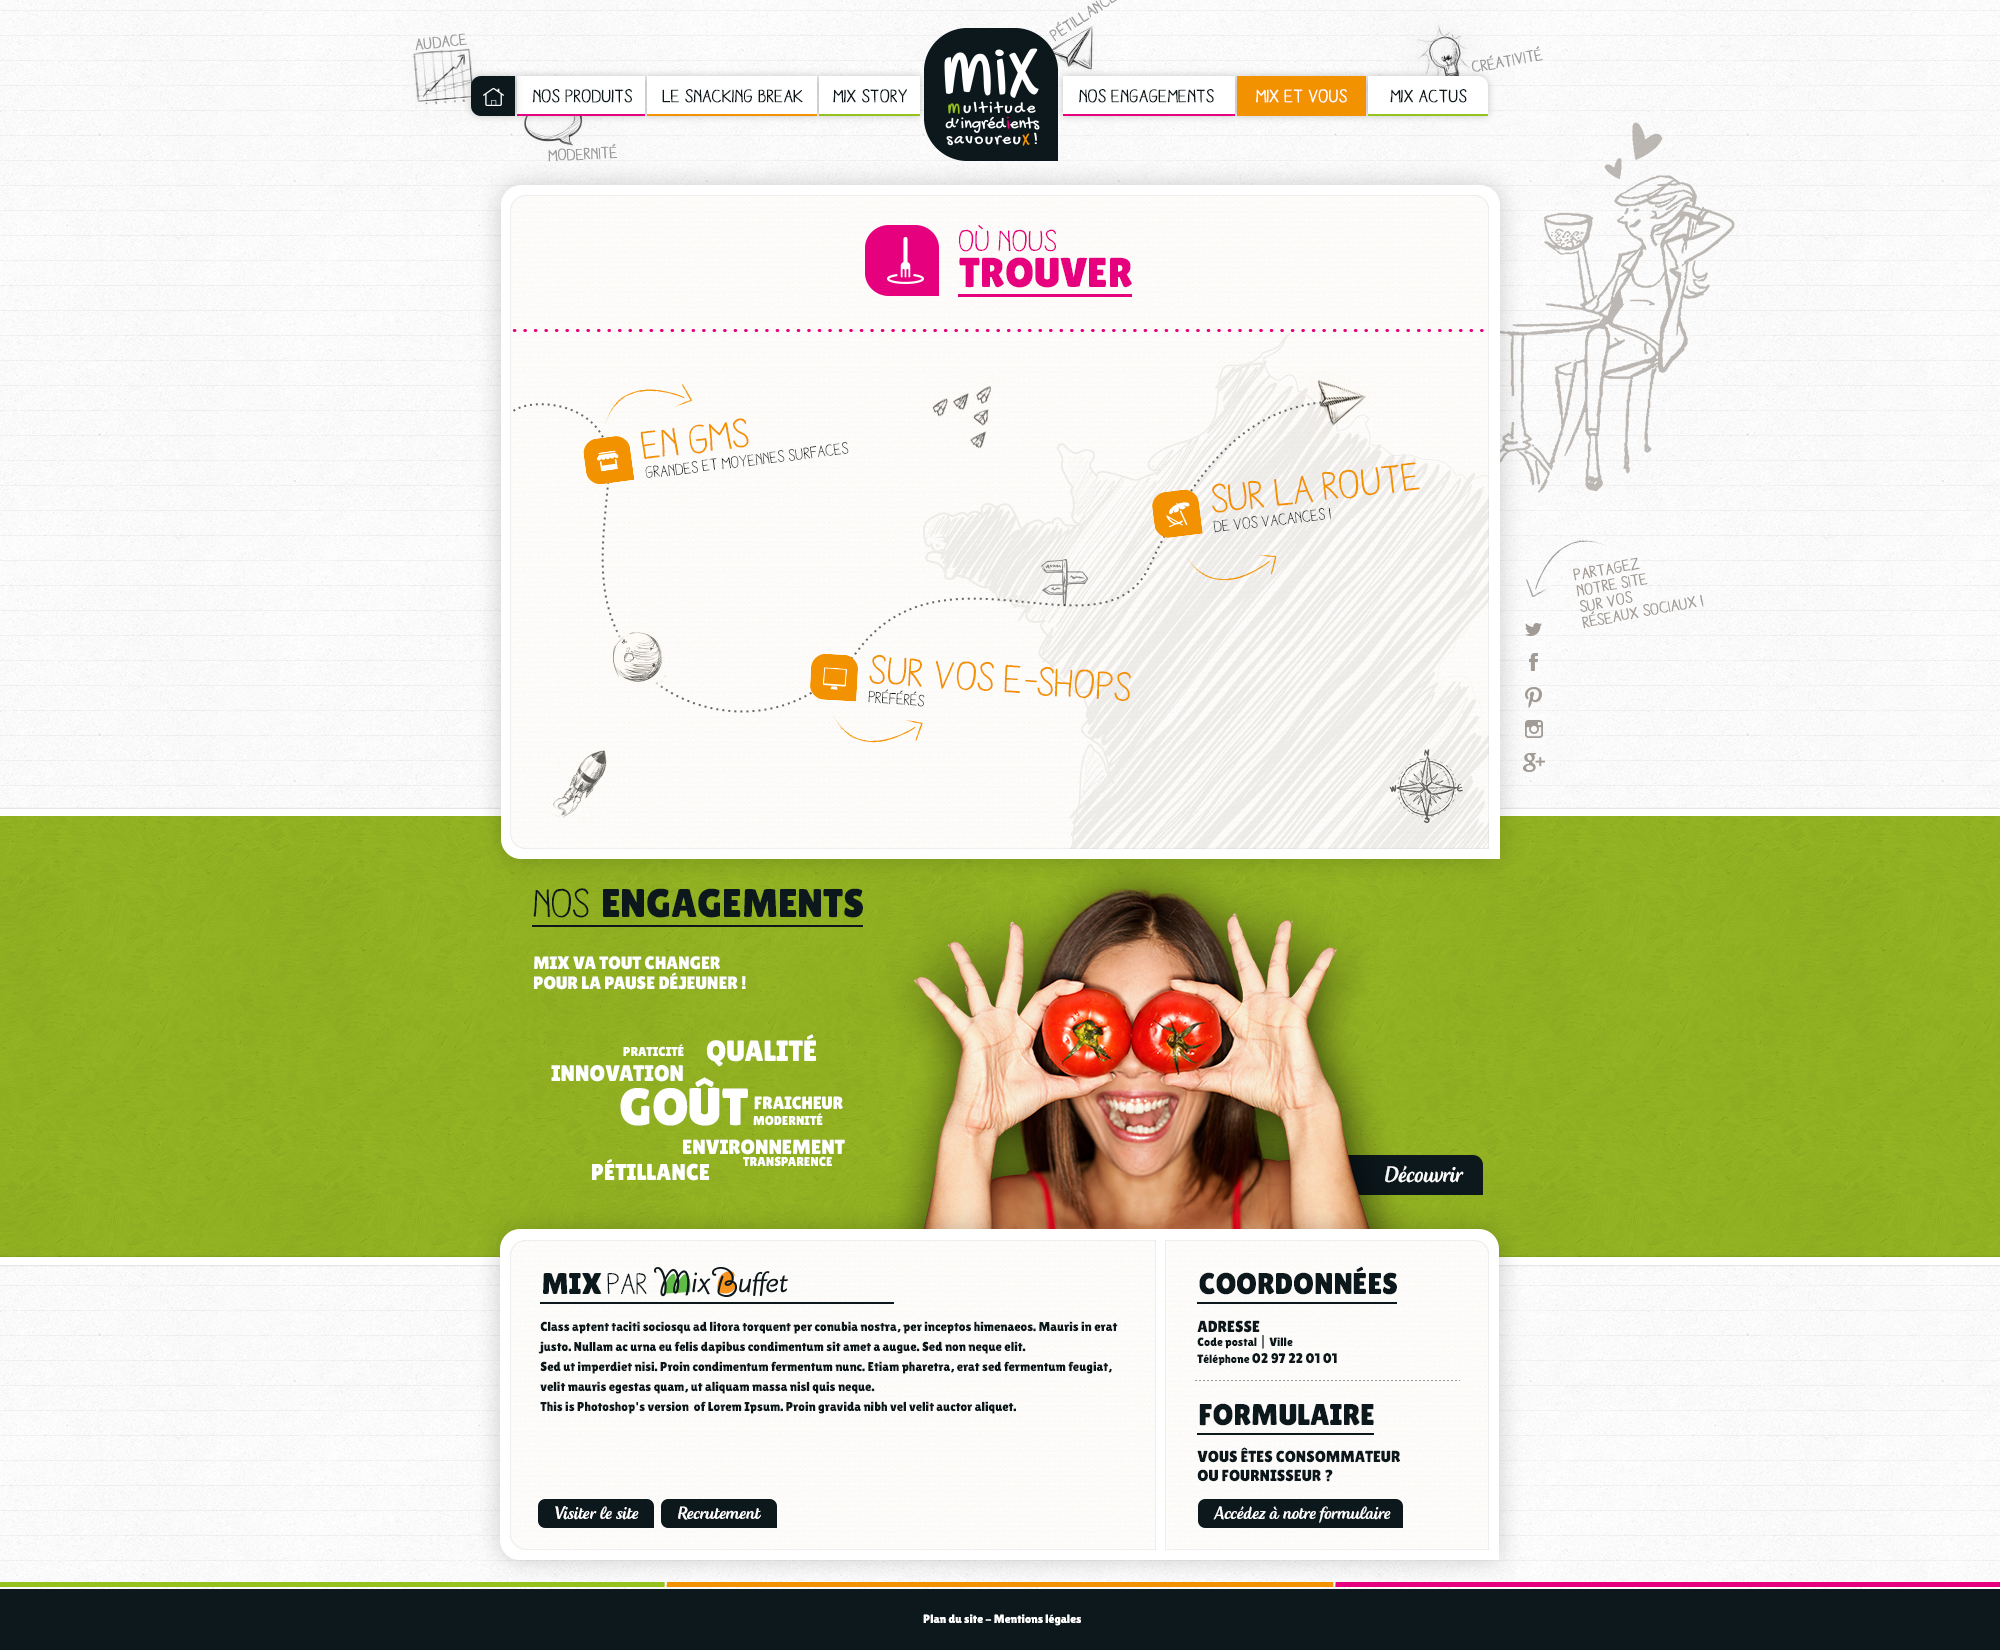 AUDACE
PÉTILLANCE
CRÉATIVITÉ
MODERNITÉ
NOS PRODUITS
LE SNACKING BREAK
MIX STORY
mix
multitude
d'ingrédients
savoureux !
NOS ENGAGEMENTS
MIX ET VOUS
MIX ACTUS
OÙ NOUS
TROUVER
EN GMS
GRANDES ET MOYENNES SURFACES
SUR LA ROUTE
DE VOS VACANCES !
SUR VOS E-SHOPS
PRÉFÉRÉS
N
W
E
S
PARTAGEZ
NOTRE SITE
SUR VOS
RÉSEAUX SOCIAUX !
g+
NOS ENGAGEMENTS
MIX VA TOUT CHANGER
POUR LA PAUSE DÉJEUNER !
PRATICITÉ
QUALITÉ
INNOVATION
GOÛT
FRAICHEUR
MODERNITÉ
ENVIRONNEMENT
TRANSPARENCE
PÉTILLANCE
Découvrir
MIX PAR Mix Buffet
Class aptent taciti sociosqu ad litora torquent per conubia nostra, per inceptos himenaeos. Mauris in erat
justo. Nullam ac urna eu felis dapibus condimentum sit amet a augue. Sed non neque elit.
Sed ut imperdiet nisi. Proin condimentum fermentum nunc. Etiam pharetra, erat sed fermentum feugiat,
velit mauris egestas quam, ut aliquam massa nisl quis neque.
This is Photoshop's version of Lorem Ipsum. Proin gravida nibh vel velit auctor aliquet.
Visiter le site
Recrutement
COORDONNÉES
ADRESSE
Code postal | Ville
Téléphone 02 97 22 01 01
FORMULAIRE
VOUS ÊTES CONSOMMATEUR
OU FOURNISSEUR ?
Accédez à notre formulaire
Plan du site - Mentions légales